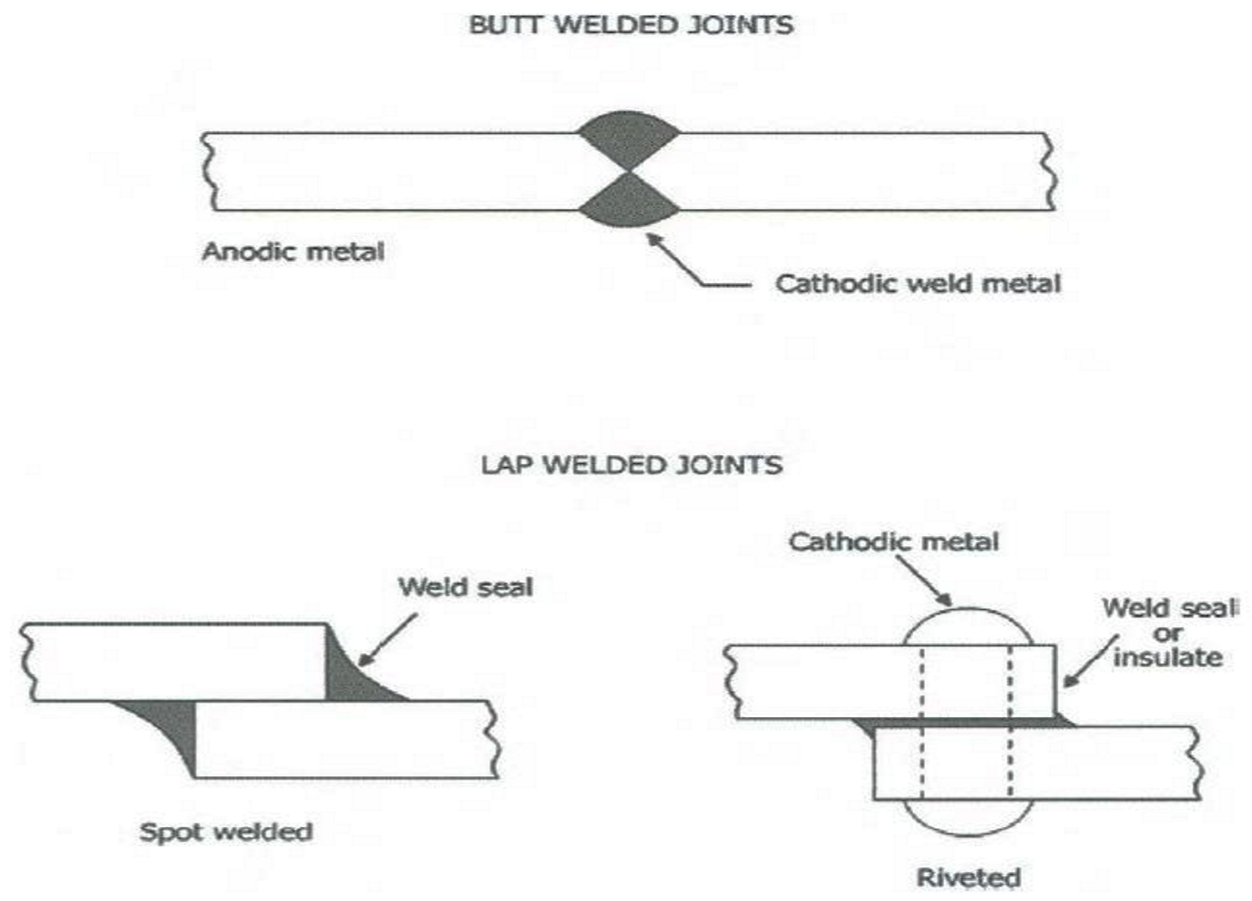 BUTT WELDED JOINTS
Anodic metal
Cathodic weld metal
LAP WELDED JOINTS
Cathodic metal
Weld seal
Weld seal
or
insulate
Spot welded
Riveted